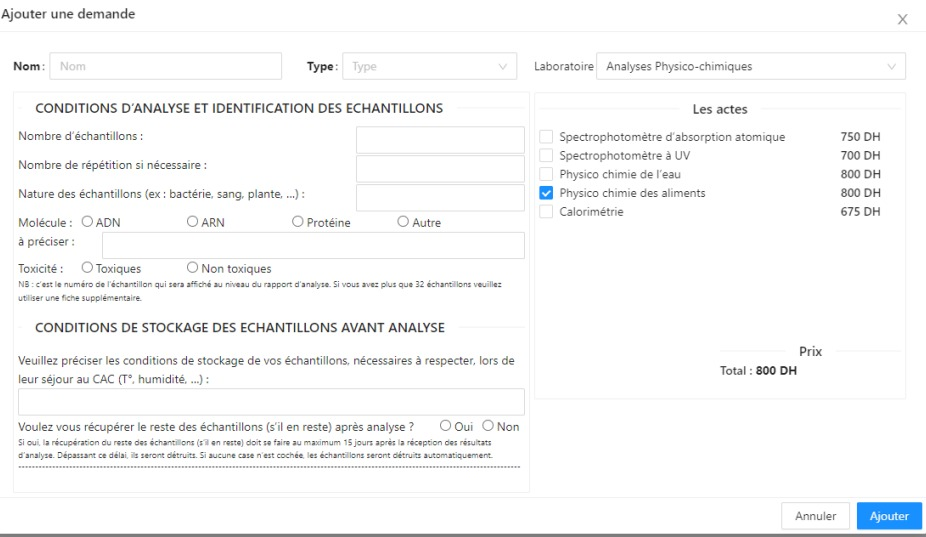 Ajouter une demande
Nom : Nom Type : Type Laboratoire Analyses Physico-chimiques
CONDITIONS D'ANALYSE ET IDENTIFICATION DES ECHANTILLONS
Nombre d'échantillons :
Nombre de répétition si nécessaire :
Nature des échantillons (ex : bactérie, sang, plante, ...) :
Molécule : ADN ARN Protéine Autre
à préciser :
Toxicité : Toxiques Non toxiques
NB : c'est le numéro de l'échantillon qui sera affiché au niveau du rapport d'analyse. Si vous avez plus que 32 échantillons veuillez
utiliser une fiche supplémentaire.
CONDITIONS DE STOCKAGE DES ECHANTILLONS AVANT ANALYSE
Veuillez préciser les conditions de stockage de vos échantillons, nécessaires à respecter, lors de
leur séjour au CAC (T°, humidité, ...) :
Voulez vous récupérer le reste des échantillons (s'il en reste) après analyse ? Oui Non
Si oui, la récupération du reste des échantillons (s'il en reste) doit se faire au maximum 15 jours après la réception des résultats
d'analyse. Dépassant ce délai, ils seront détruits. Si aucune case n'est cochée, les échantillons seront détruits automatiquement.
Les actes
Spectrophotomètre d'absorption atomique 750 DH
Spectrophotomètre à UV 700 DH
Physico chimie de l'eau 800 DH
Physico chimie des aliments 800 DH
Calorimétrie 675 DH
Prix
Total : 800 DH
Annuler Ajouter